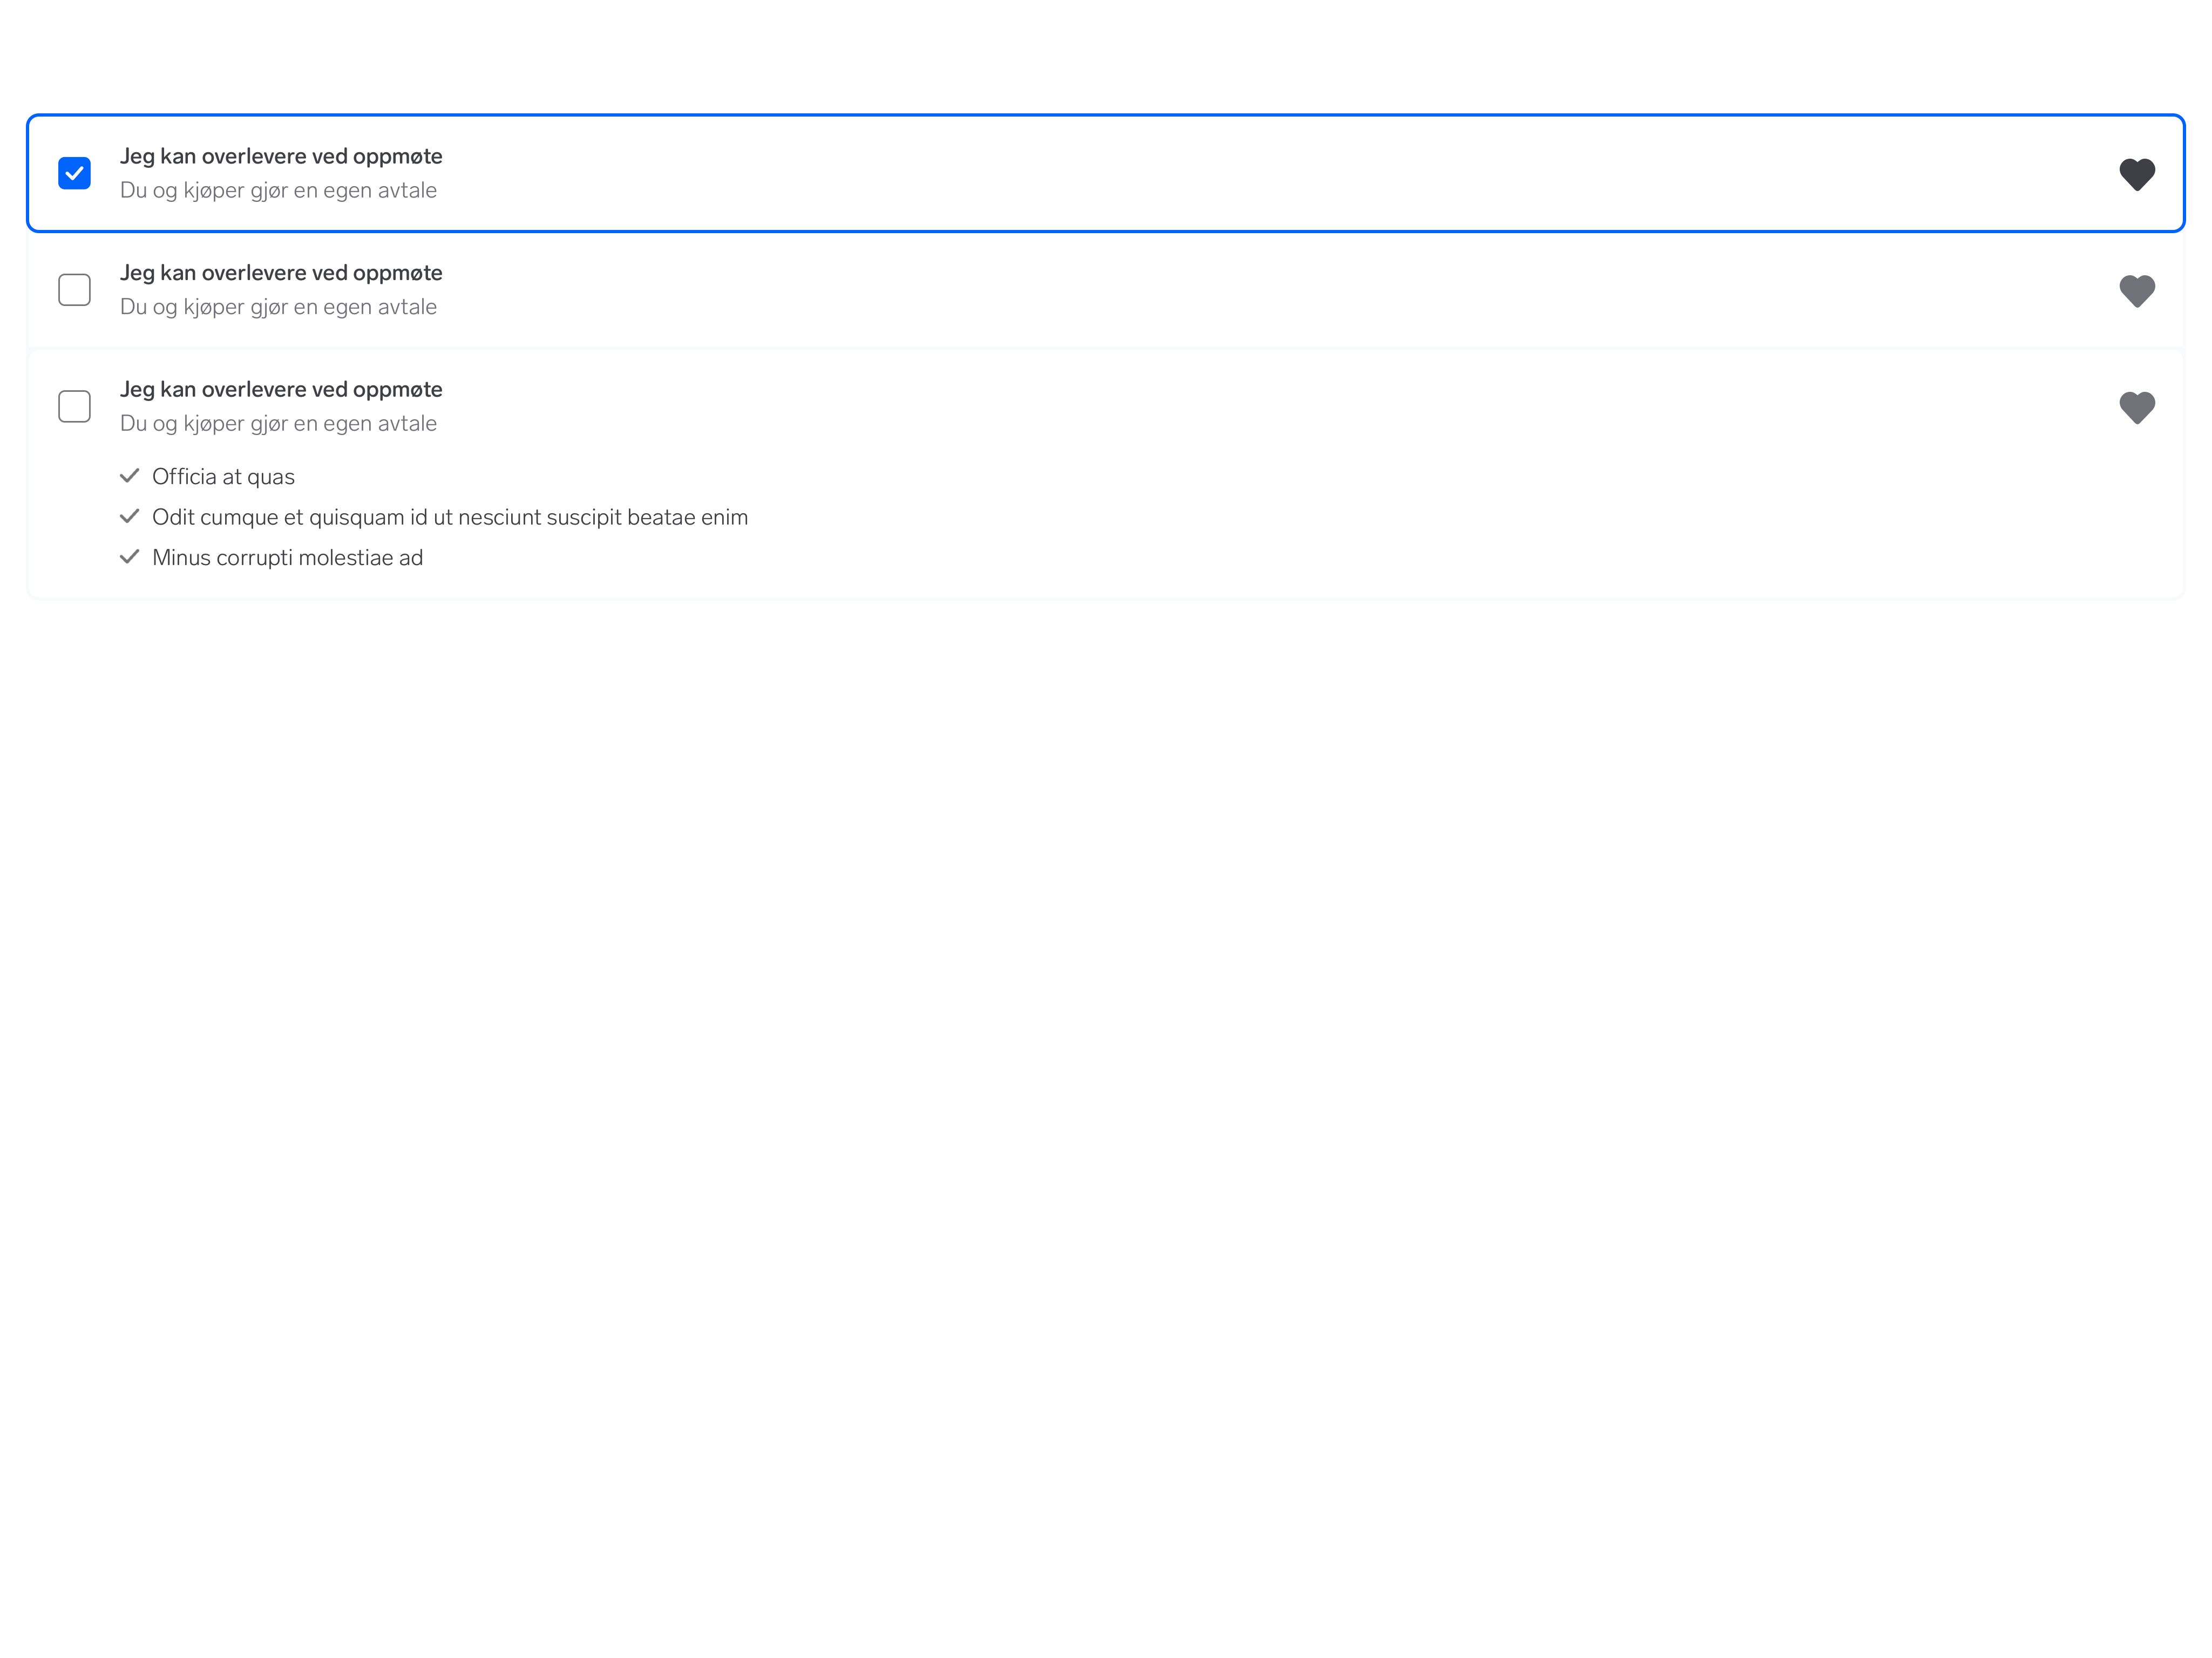 Jeg kan overlevere ved oppmøte
Du og kjøper gjør en egen avtale
Jeg kan overlevere ved oppmøte
Du og kjøper gjør en egen avtale
Jeg kan overlevere ved oppmøte
Du og kjøper gjør en egen avtale
Officia at quas
Odit cumque et quisquam id ut nesciunt suscipit beatae enim
Minus corrupti molestiae ad